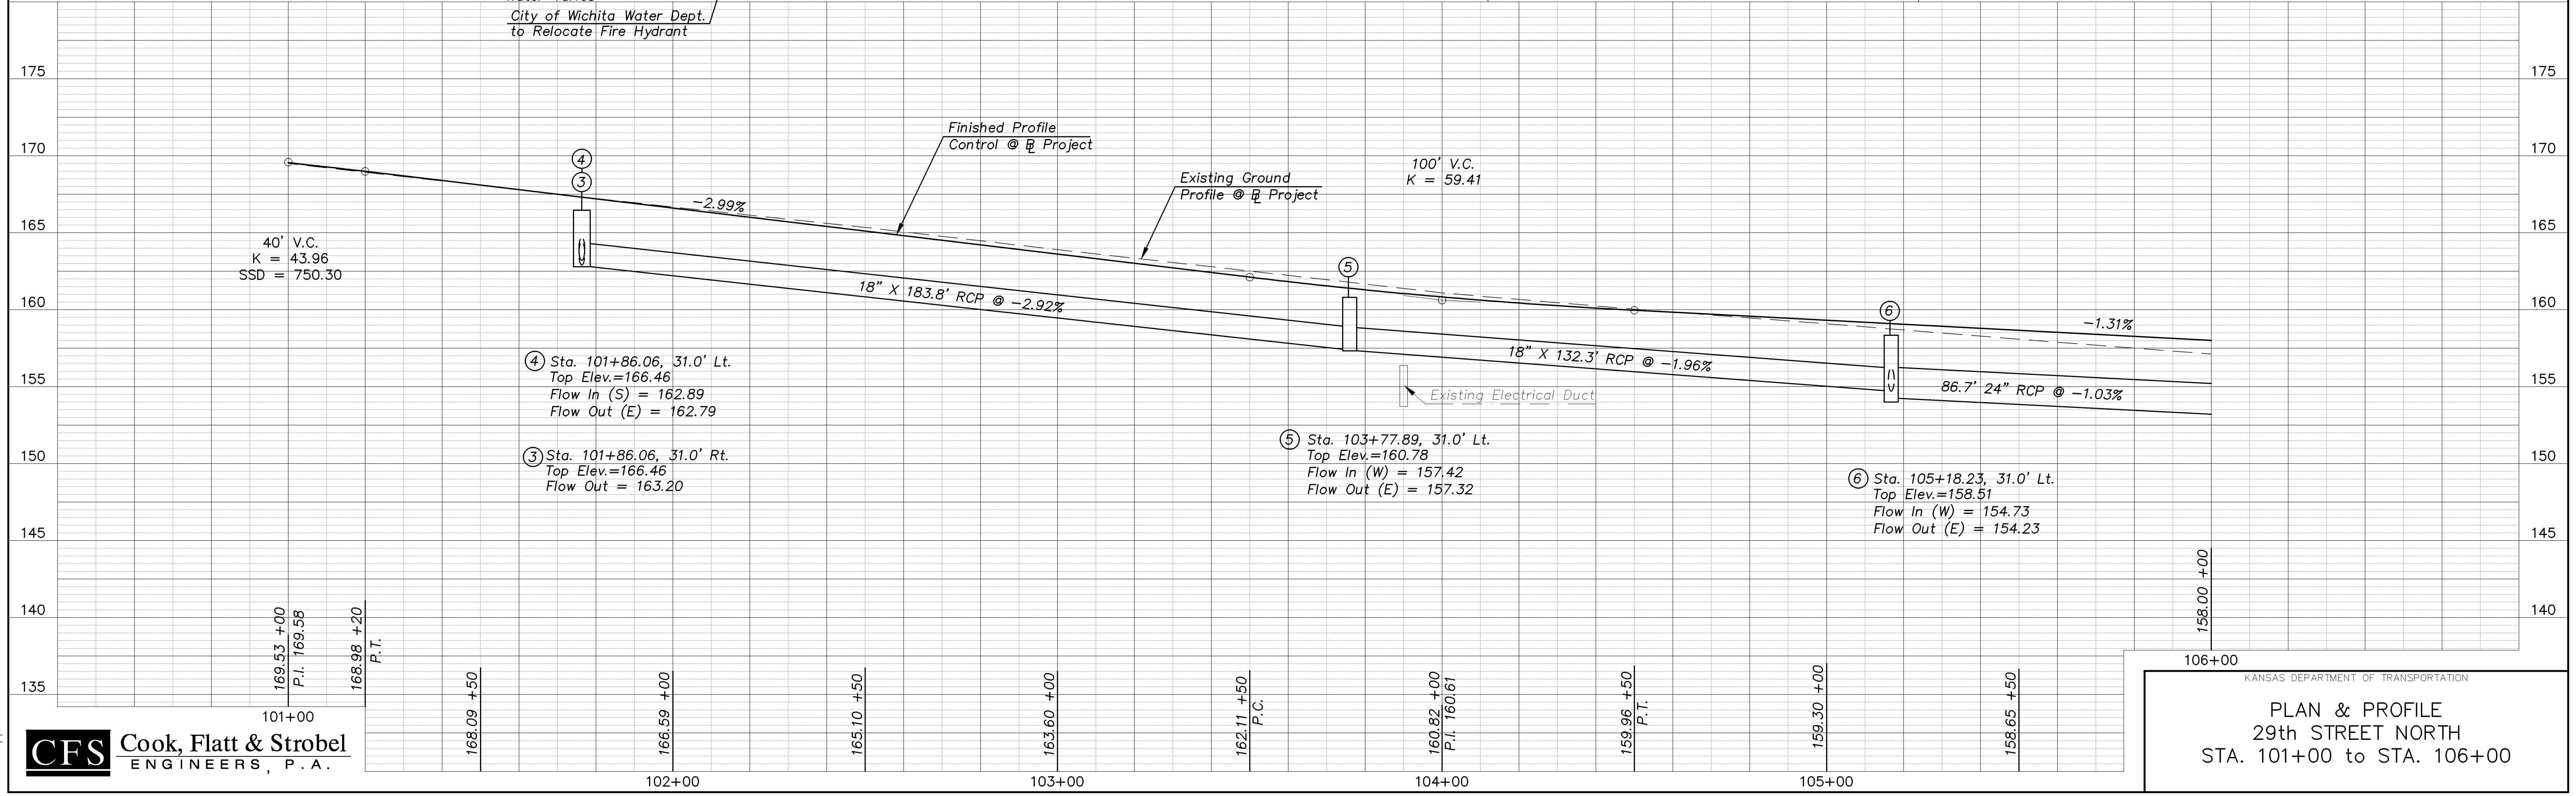 City of Wichita Water Dept.
to Relocate Fire Hydrant
175
175
170
170
165
165
160
160
155
155
150
150
145
145
140
140
135
Finished Profile
Control @ ℄ Project
Existing Ground
Profile @ ℄ Project
100' V.C.
K = 59.41
40' V.C.
K = 43.96
SSD = 750.30
-2.99%
-1.31%
4
3
5
6
18" X 183.8' RCP @ -2.92%
18" X 132.3' RCP @ -1.96%
86.7' 24" RCP @ -1.03%
Existing Electrical Duct
4 Sta. 101+86.06, 31.0' Lt.
Top Elev.=166.46
Flow In (S) = 162.89
Flow Out (E) = 162.79
3 Sta. 101+86.06, 31.0' Rt.
Top Elev.=166.46
Flow Out = 163.20
5 Sta. 103+77.89, 31.0' Lt.
Top Elev.=160.78
Flow In (W) = 157.42
Flow Out (E) = 157.32
6 Sta. 105+18.23, 31.0' Lt.
Top Elev.=158.51
Flow In (W) = 154.73
Flow Out (E) = 154.23
169.53 +00
P.I. 169.58
168.98 +20
P.T.
168.09 +50
166.59 +00
165.10 +50
163.60 +00
162.11 +50
P.C.
160.82 +00
P.I. 160.61
159.96 +50
P.T.
159.30 +00
158.65 +50
158.00 +00
101+00
102+00
103+00
104+00
105+00
106+00
CFS
Cook, Flatt & Strobel
ENGINEERS, P.A.
KANSAS DEPARTMENT OF TRANSPORTATION
PLAN & PROFILE
29th STREET NORTH
STA. 101+00 to STA. 106+00